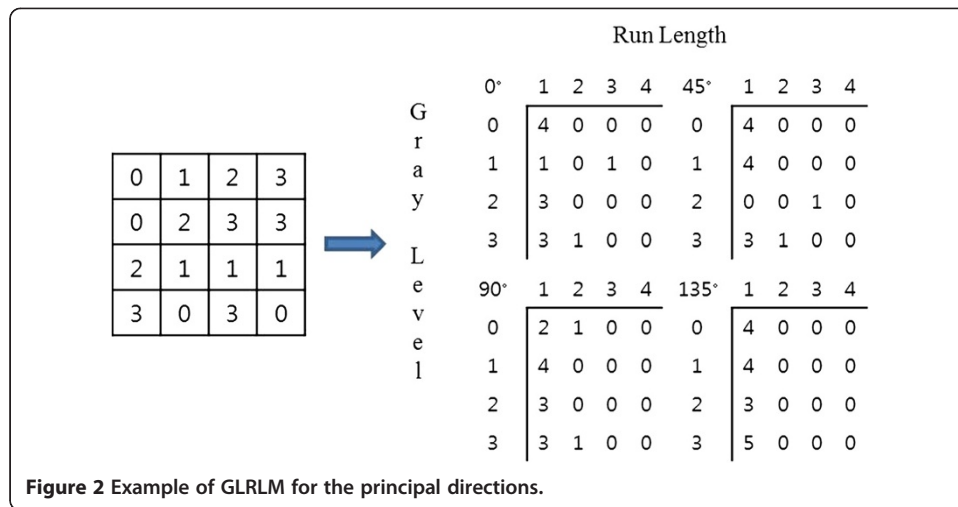 Run Length
Gray Level
0 1 2 3
0 2 3 3
2 1 1 1
3 0 3 0
0° 1 2 3 4
0 4 0 0 0
1 1 0 1 0
2 3 0 0 0
3 3 1 0 0
45° 1 2 3 4
0 4 0 0 0
1 4 0 0 0
2 0 0 1 0
3 3 1 0 0
90° 1 2 3 4
0 2 1 0 0
1 4 0 0 0
2 3 0 0 0
3 3 1 0 0
135° 1 2 3 4
0 4 0 0 0
1 4 0 0 0
2 3 0 0 0
3 5 0 0 0
Figure 2 Example of GLRLM for the principal directions.